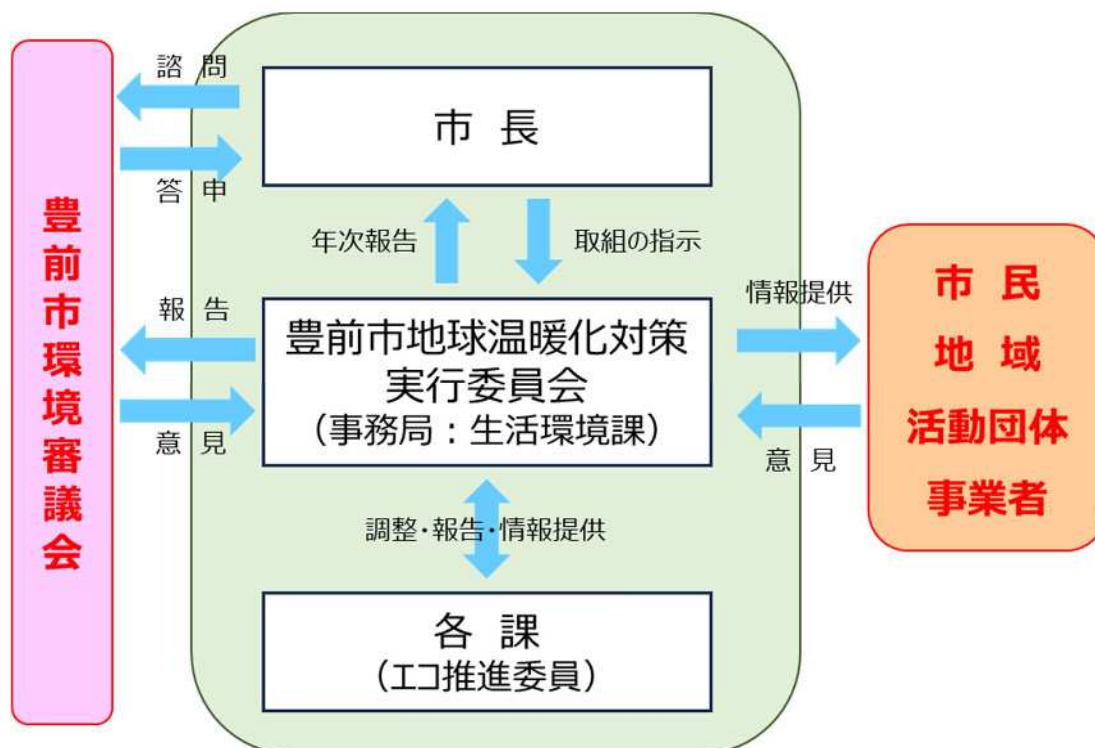 豊前市環境審議会
諮問
答申
市長
年次報告
取組の指示
報告
意見
豊前市地球温暖化対策
実行委員会
（事務局：生活環境課）
情報提供
意見
市民
地域
活動団体
事業者
調整・報告・情報提供
各課
（エコ推進委員）